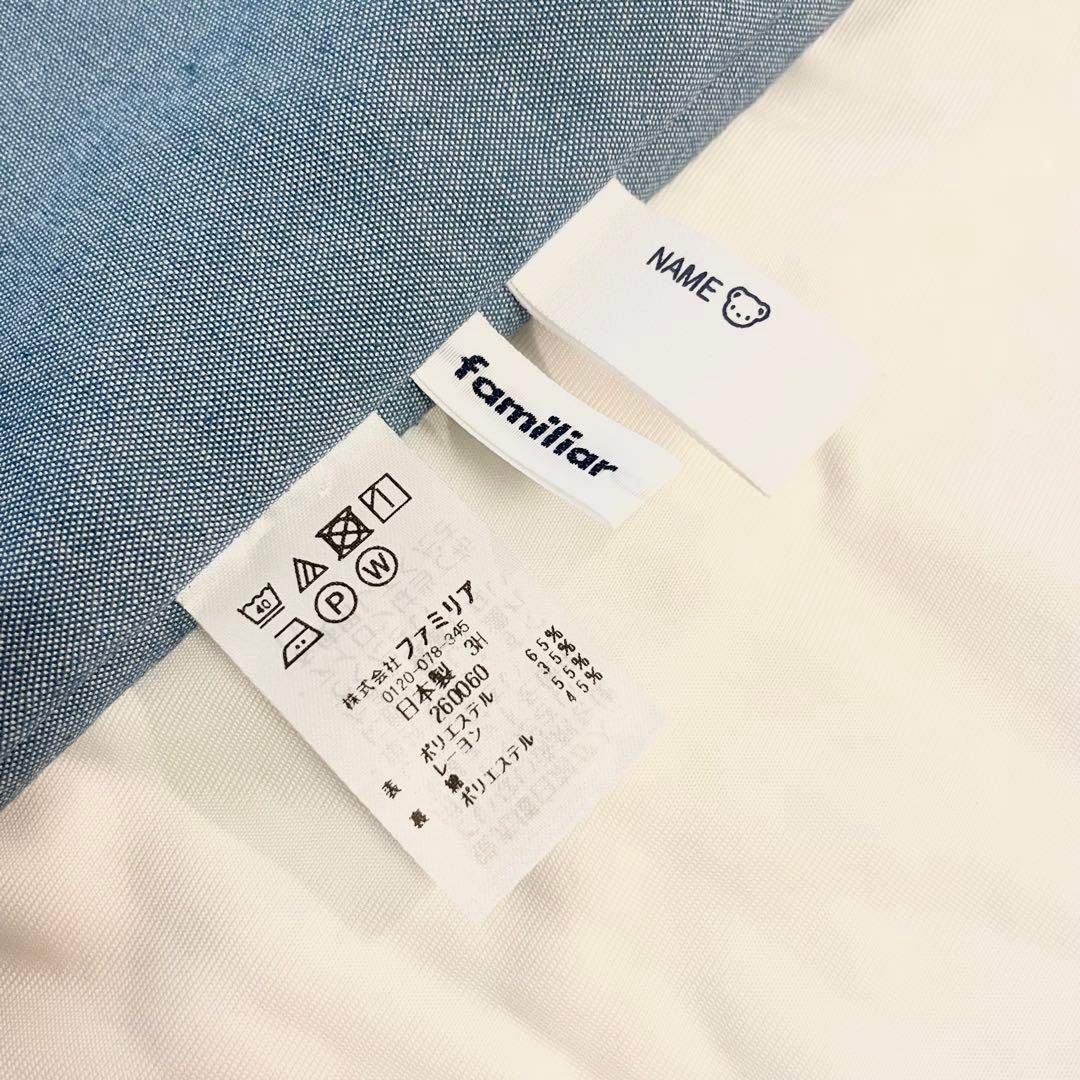 NAME
familiar
40
P W
株式会社 ファミリア
0120-078-345
日本製 3H
260060
表 ポリエステル 65%
レーヨン 35%
裏 綿 55%
ポリエステル 45%